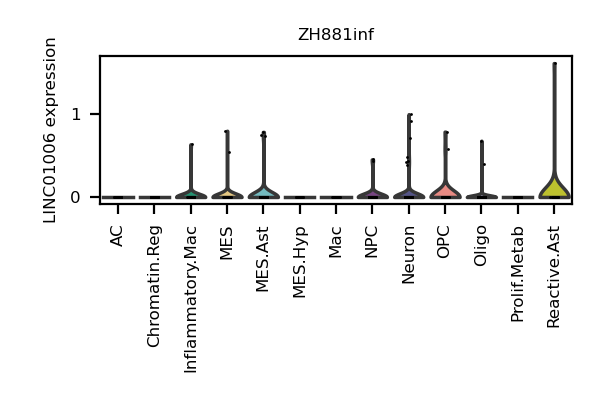 ZH881inf
LINC01006 expression
1
0
AC
Chromatin.Reg
Inflammatory.Mac
MES
MES.Ast
MES.Hyp
Mac
NPC
Neuron
OPC
Oligo
Prolif.Metab
Reactive.Ast